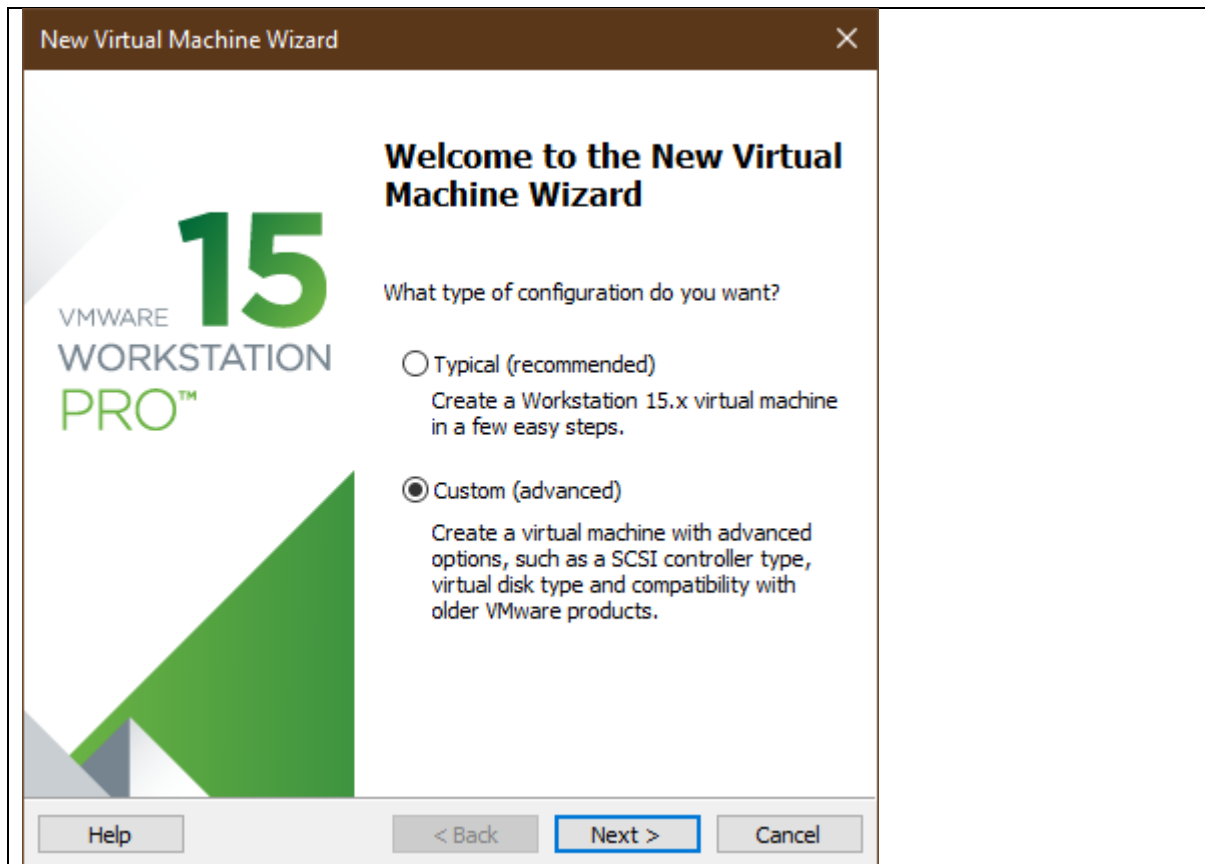 New Virtual Machine Wizard
Welcome to the New Virtual
Machine Wizard
15
VMWARE
WORKSTATION
PRO™
What type of configuration do you want?
Typical (recommended)
Create a Workstation 15.x virtual machine
in a few easy steps.
Custom (advanced)
Create a virtual machine with advanced
options, such as a SCSI controller type,
virtual disk type and compatibility with
older VMware products.
Help
< Back
Next >
Cancel